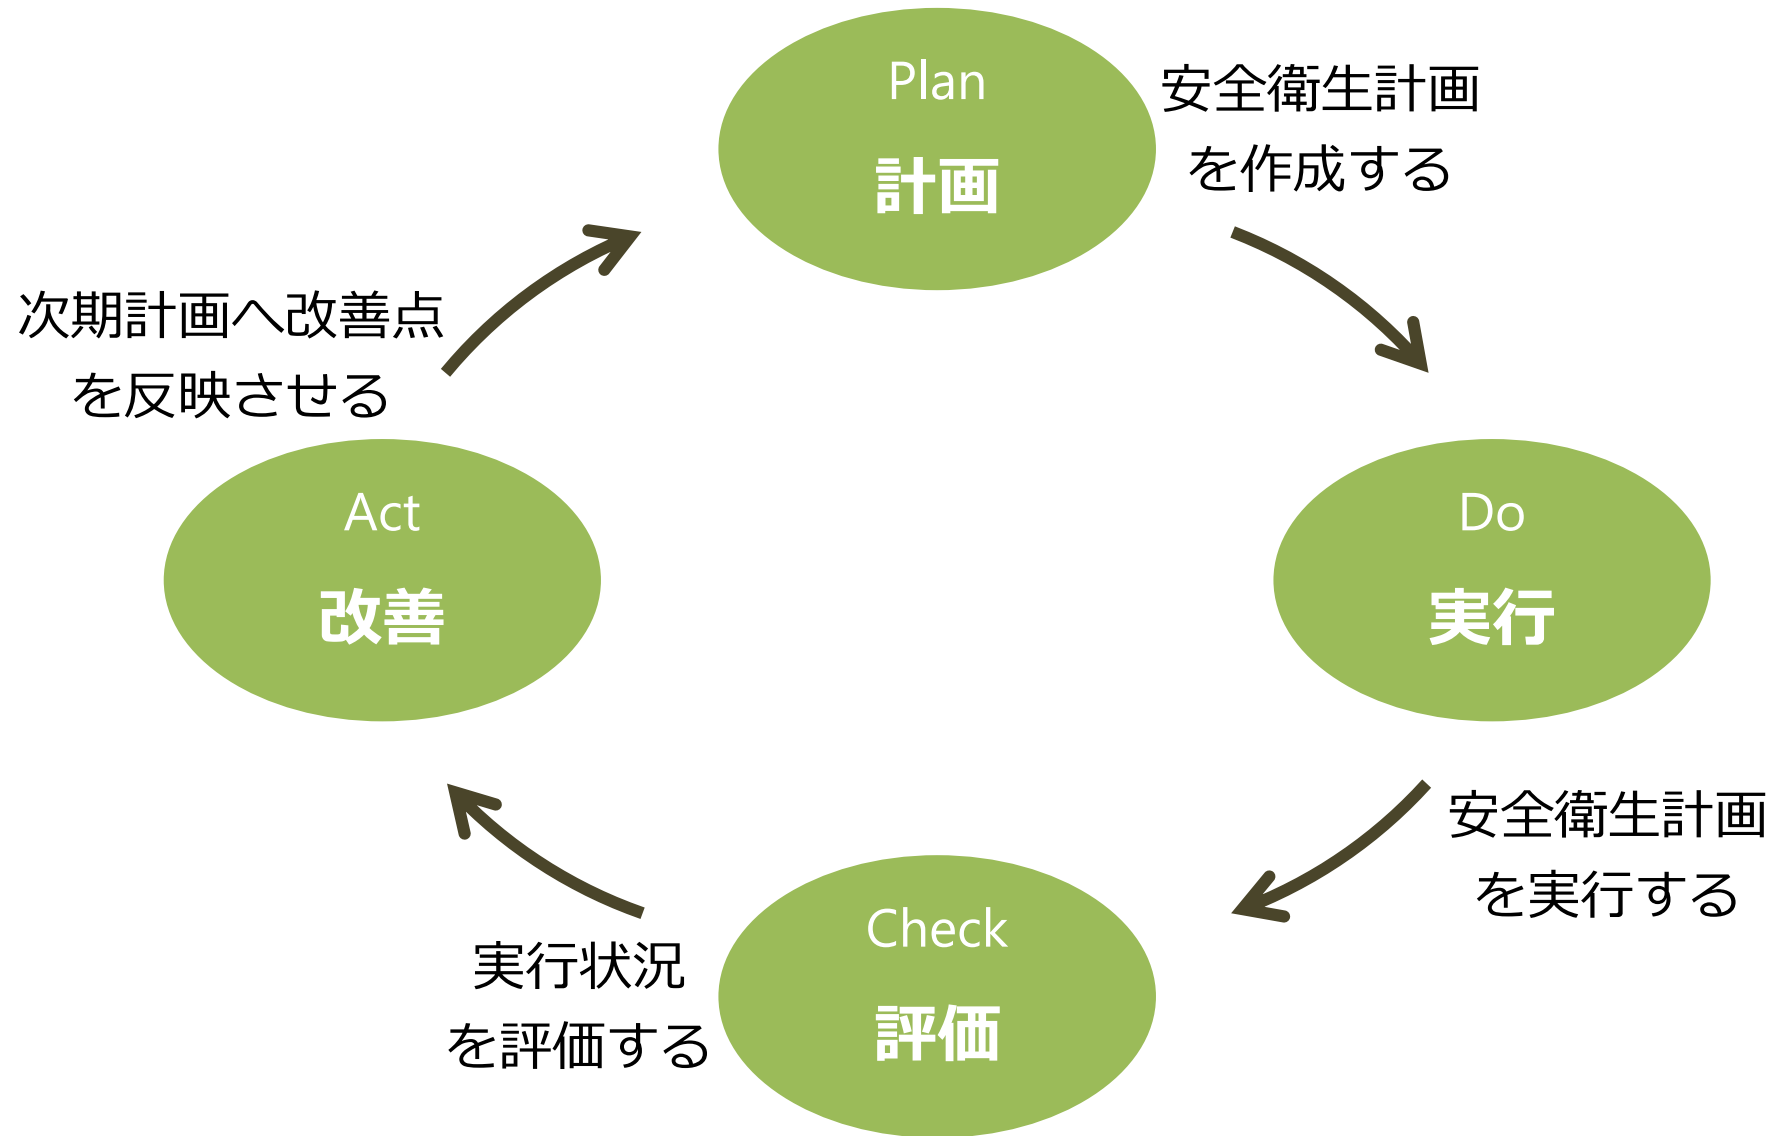 Plan
計画
安全衛生計画
を作成する
Do
実行
安全衛生計画
を実行する
Check
評価
実行状況
を評価する
Act
改善
次期計画へ改善点
を反映させる